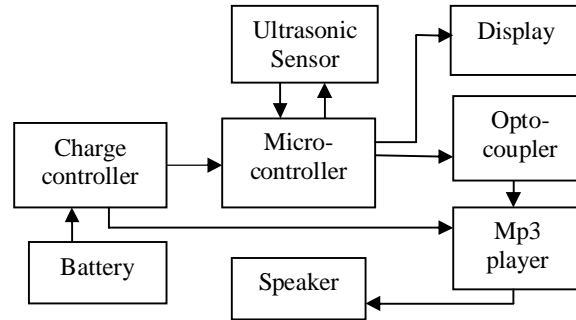 Ultrasonic
Sensor
Display
Charge
controller
Micro-
controller
Opto-
coupler
Battery
Speaker
Mp3
player